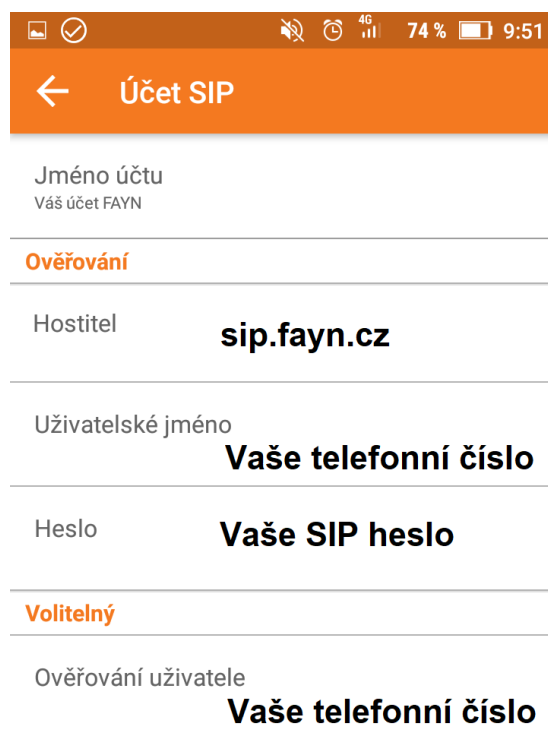 4G 74 % 9:51
Účet SIP
Jméno účtu
Váš účet FAYN
Ověřování
Hostitel
sip.fayn.cz
Uživatelské jméno
Vaše telefonní číslo
Heslo
Vaše SIP heslo
Volitelný
Ověřování uživatele
Vaše telefonní číslo